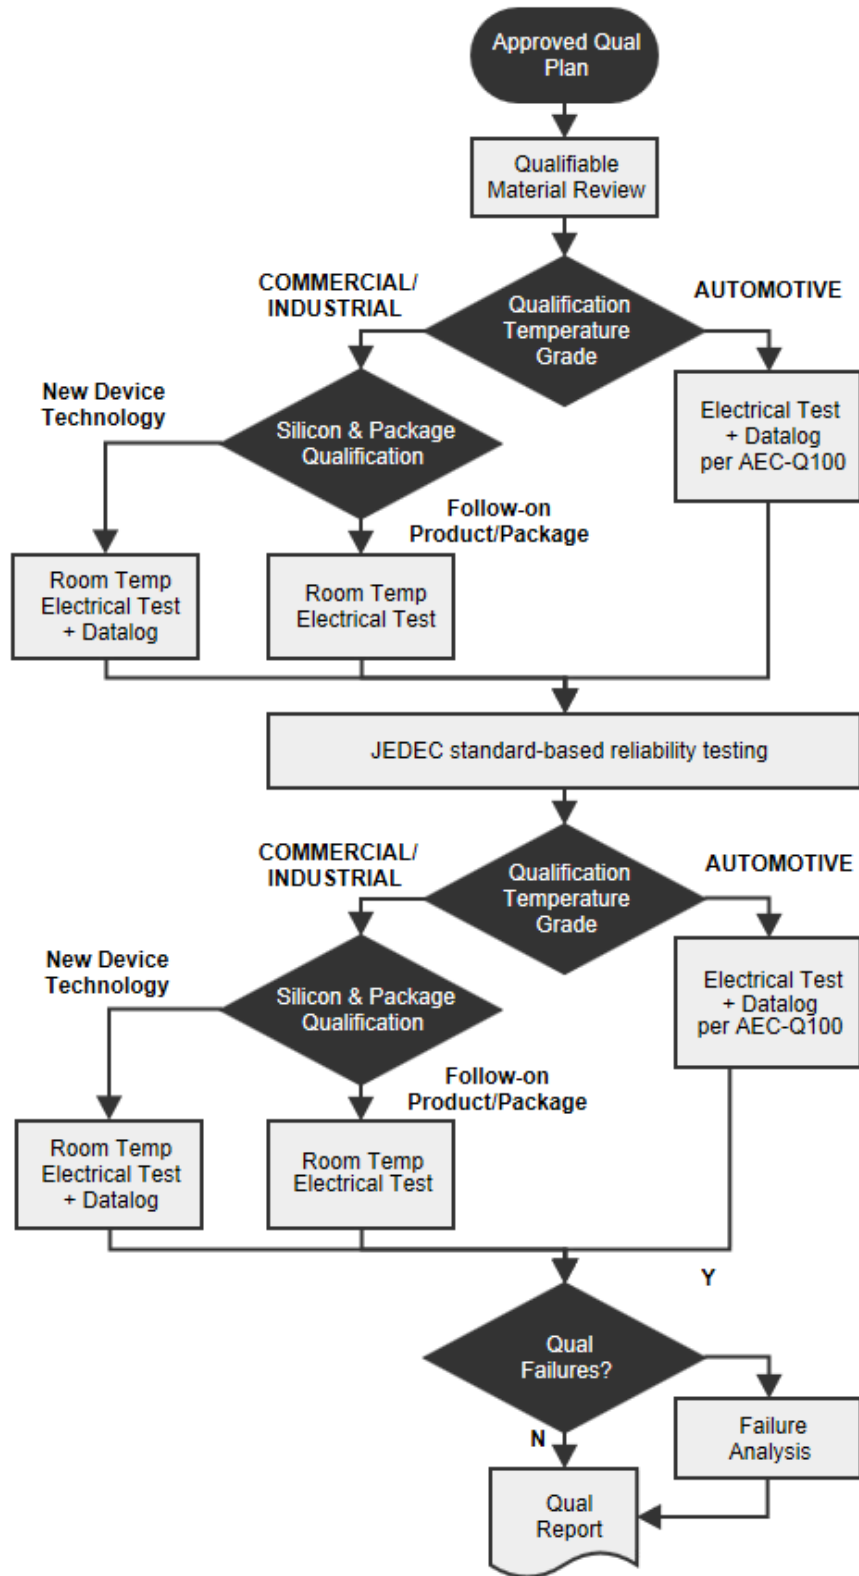 Approved Qual
Plan
Qualifiable
Material Review
COMMERCIAL/
INDUSTRIAL
AUTOMOTIVE
Qualification
Temperature
Grade
New Device
Technology
Silicon & Package
Qualification
Electrical Test
+ Datalog
per AEC-Q100
Follow-on
Product/Package
Room Temp
Electrical Test
+ Datalog
Room Temp
Electrical Test
JEDEC standard-based reliability testing
COMMERCIAL/
INDUSTRIAL
AUTOMOTIVE
Qualification
Temperature
Grade
New Device
Technology
Silicon & Package
Qualification
Electrical Test
+ Datalog
per AEC-Q100
Follow-on
Product/Package
Room Temp
Electrical Test
+ Datalog
Room Temp
Electrical Test
Y
Qual
Failures?
N
Failure
Analysis
Qual
Report